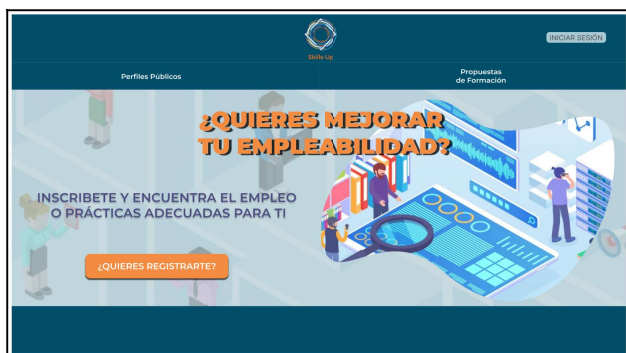 Skills-Up
INICIAR SESIÓN
Perfiles Públicos
Propuestas
de Formación
¿QUIERES MEJORAR
TU EMPLEABILIDAD?
INSCRIBETE Y ENCUENTRA EL EMPLEO
O PRÁCTICAS ADECUADAS PARA TI
¿QUIERES REGISTRARTE?